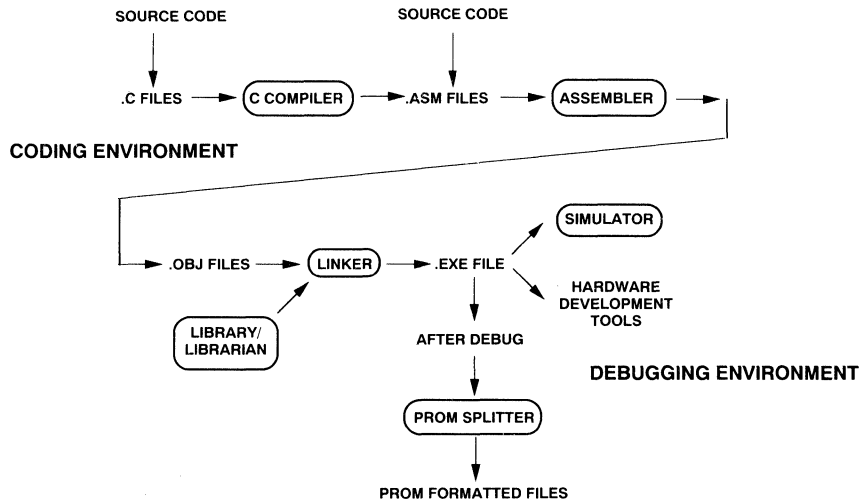 SOURCE CODE
SOURCE CODE
.C FILES
C COMPILER
.ASM FILES
ASSEMBLER
CODING ENVIRONMENT
SIMULATOR
.OBJ FILES
LINKER
.EXE FILE
HARDWARE
DEVELOPMENT
TOOLS
LIBRARY/
LIBRARIAN
AFTER DEBUG
DEBUGGING ENVIRONMENT
PROM SPLITTER
PROM FORMATTED FILES